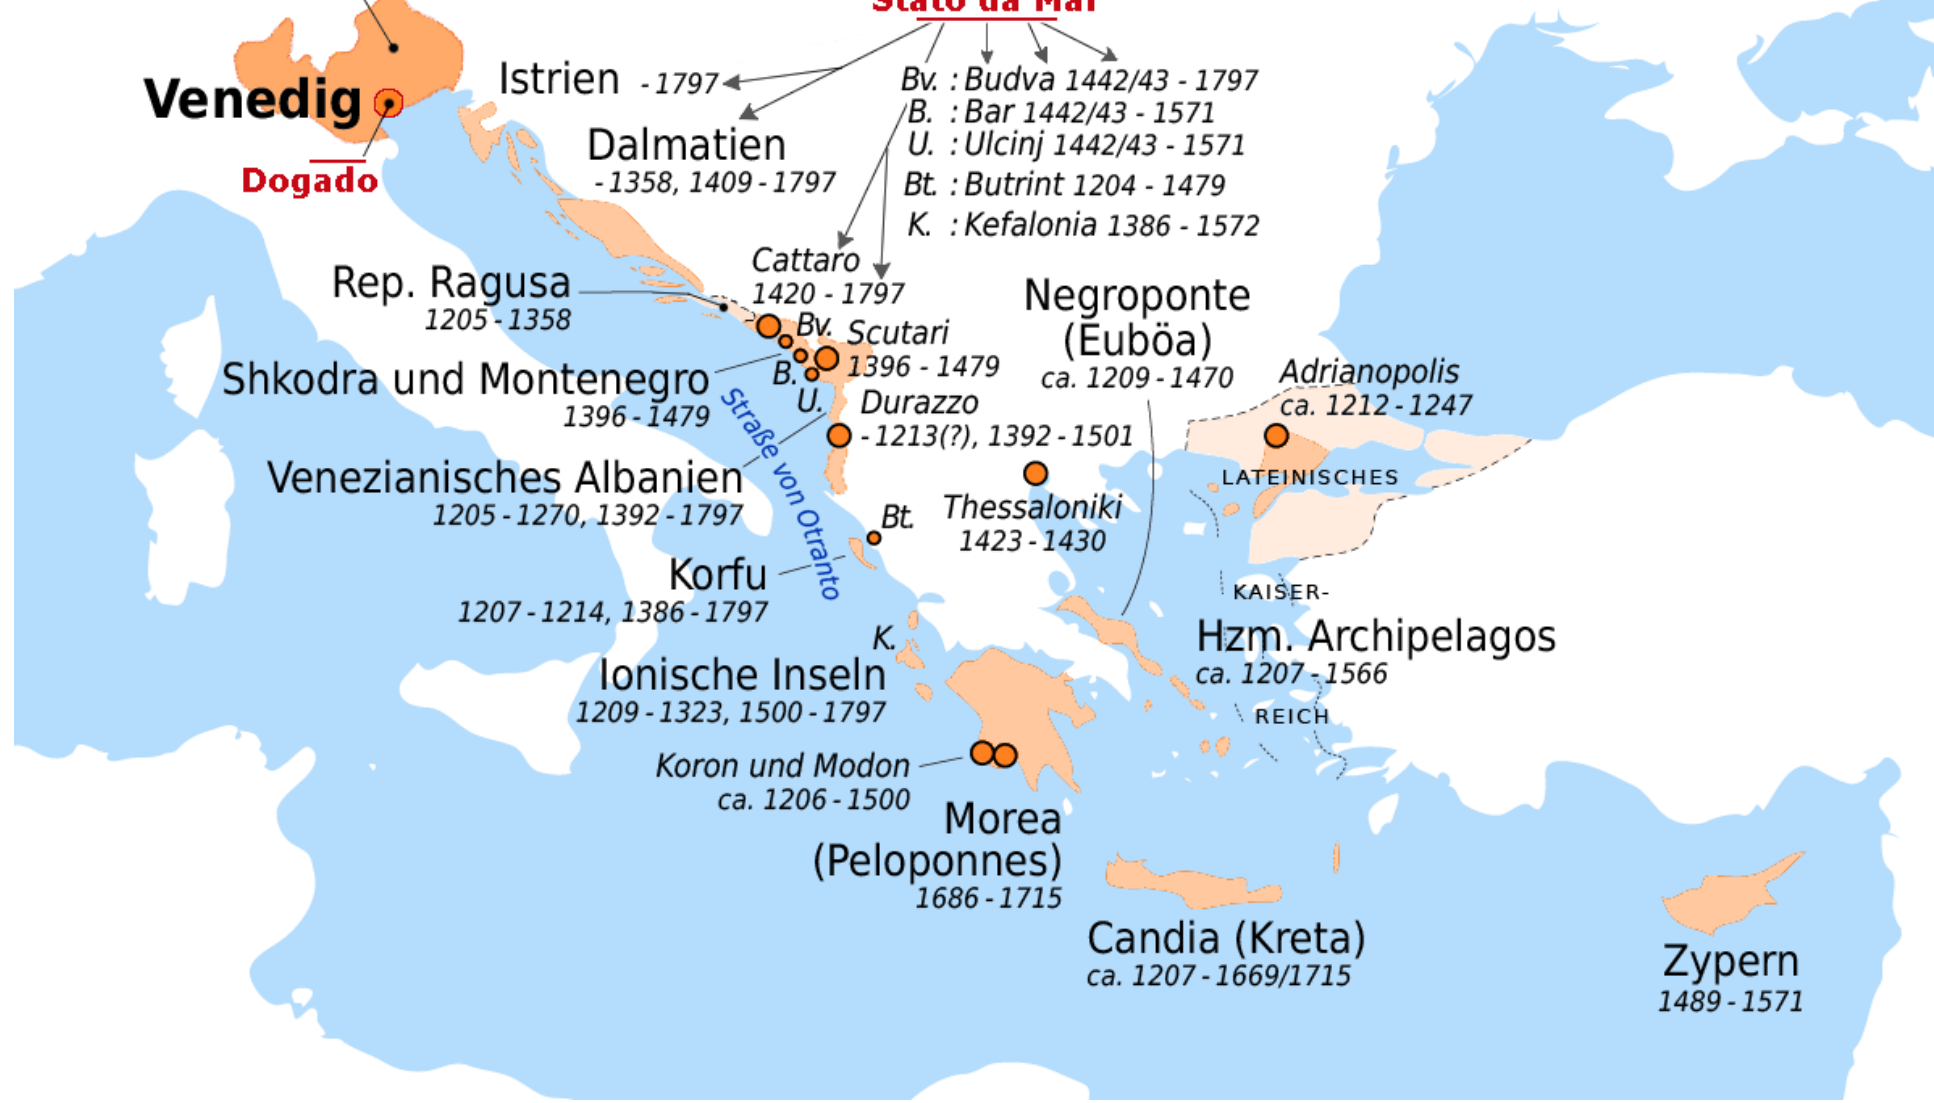 Stato da Mar
Venedig
Dogado
Istrien - 1797
Dalmatien
- 1358, 1409 - 1797
Bv. : Budva 1442/43 - 1797
B. : Bar 1442/43 - 1571
U. : Ulcinj 1442/43 - 1571
Bt. : Butrint 1204 - 1479
K. : Kefalonia 1386 - 1572
Cattaro
1420 - 1797
Rep. Ragusa
1205 - 1358
Bv.
Scutari
1396 - 1479
Negroponte
(Euböa)
ca. 1209 - 1470
Shkodra und Montenegro
1396 - 1479
B.
U.
Durazzo
- 1213(?), 1392 - 1501
Adrianopolis
ca. 1212 - 1247
Straße von Otranto
Venezianisches Albanien
1205 - 1270, 1392 - 1797
LATEINISCHES
Thessaloniki
1423 - 1430
Bt.
Korfu
1207 - 1214, 1386 - 1797
KAISER-
K.
Hzm. Archipelagos
ca. 1207 - 1566
Ionische Inseln
1209 - 1323, 1500 - 1797
REICH
Koron und Modon
ca. 1206 - 1500
Morea
(Peloponnes)
1686 - 1715
Candia (Kreta)
ca. 1207 - 1669/1715
Zypern
1489 - 1571